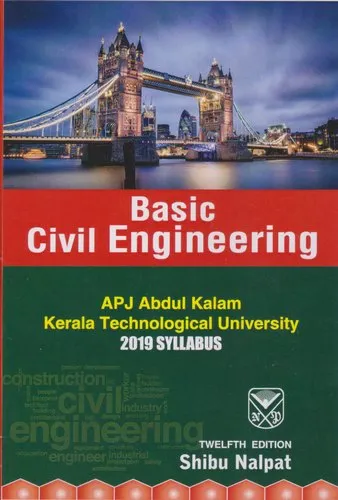 Basic
Civil Engineering
APJ Abdul Kalam
Kerala Technological University
2019 SYLLABUS
construction
civil
industry
engineering
engineer industrial
N P
TWELFTH EDITION
Shibu Nalpat